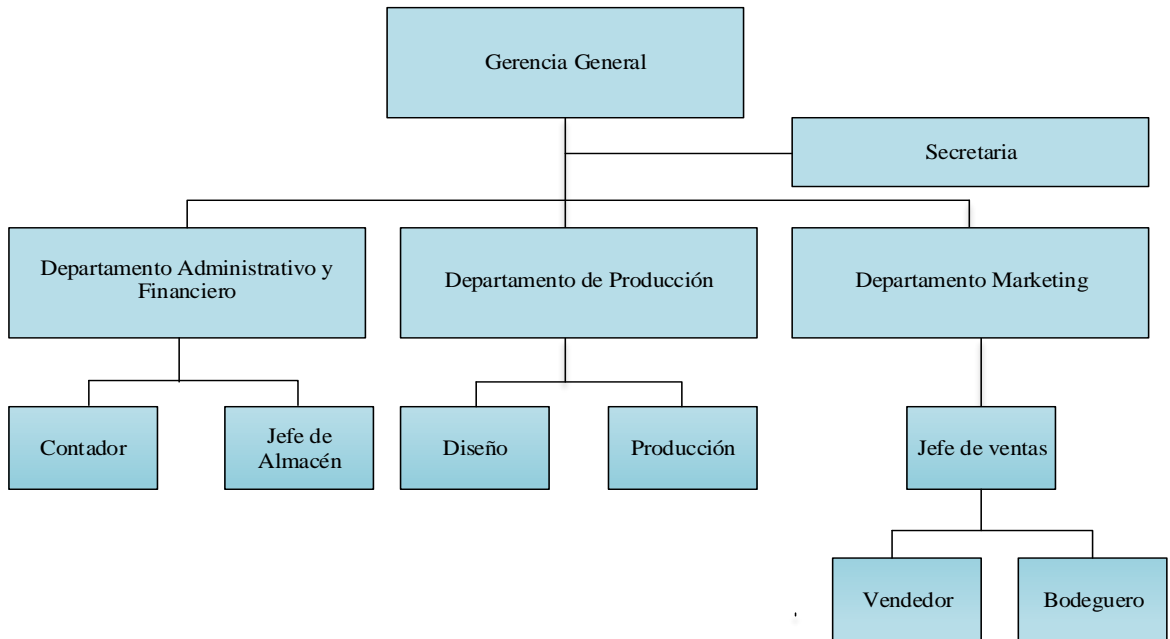 Gerencia General
Secretaria
Departamento Administrativo y
Financiero
Departamento de Producción
Departamento Marketing
Contador
Jefe de
Almacén
Diseño
Producción
Jefe de ventas
Vendedor
Bodeguero